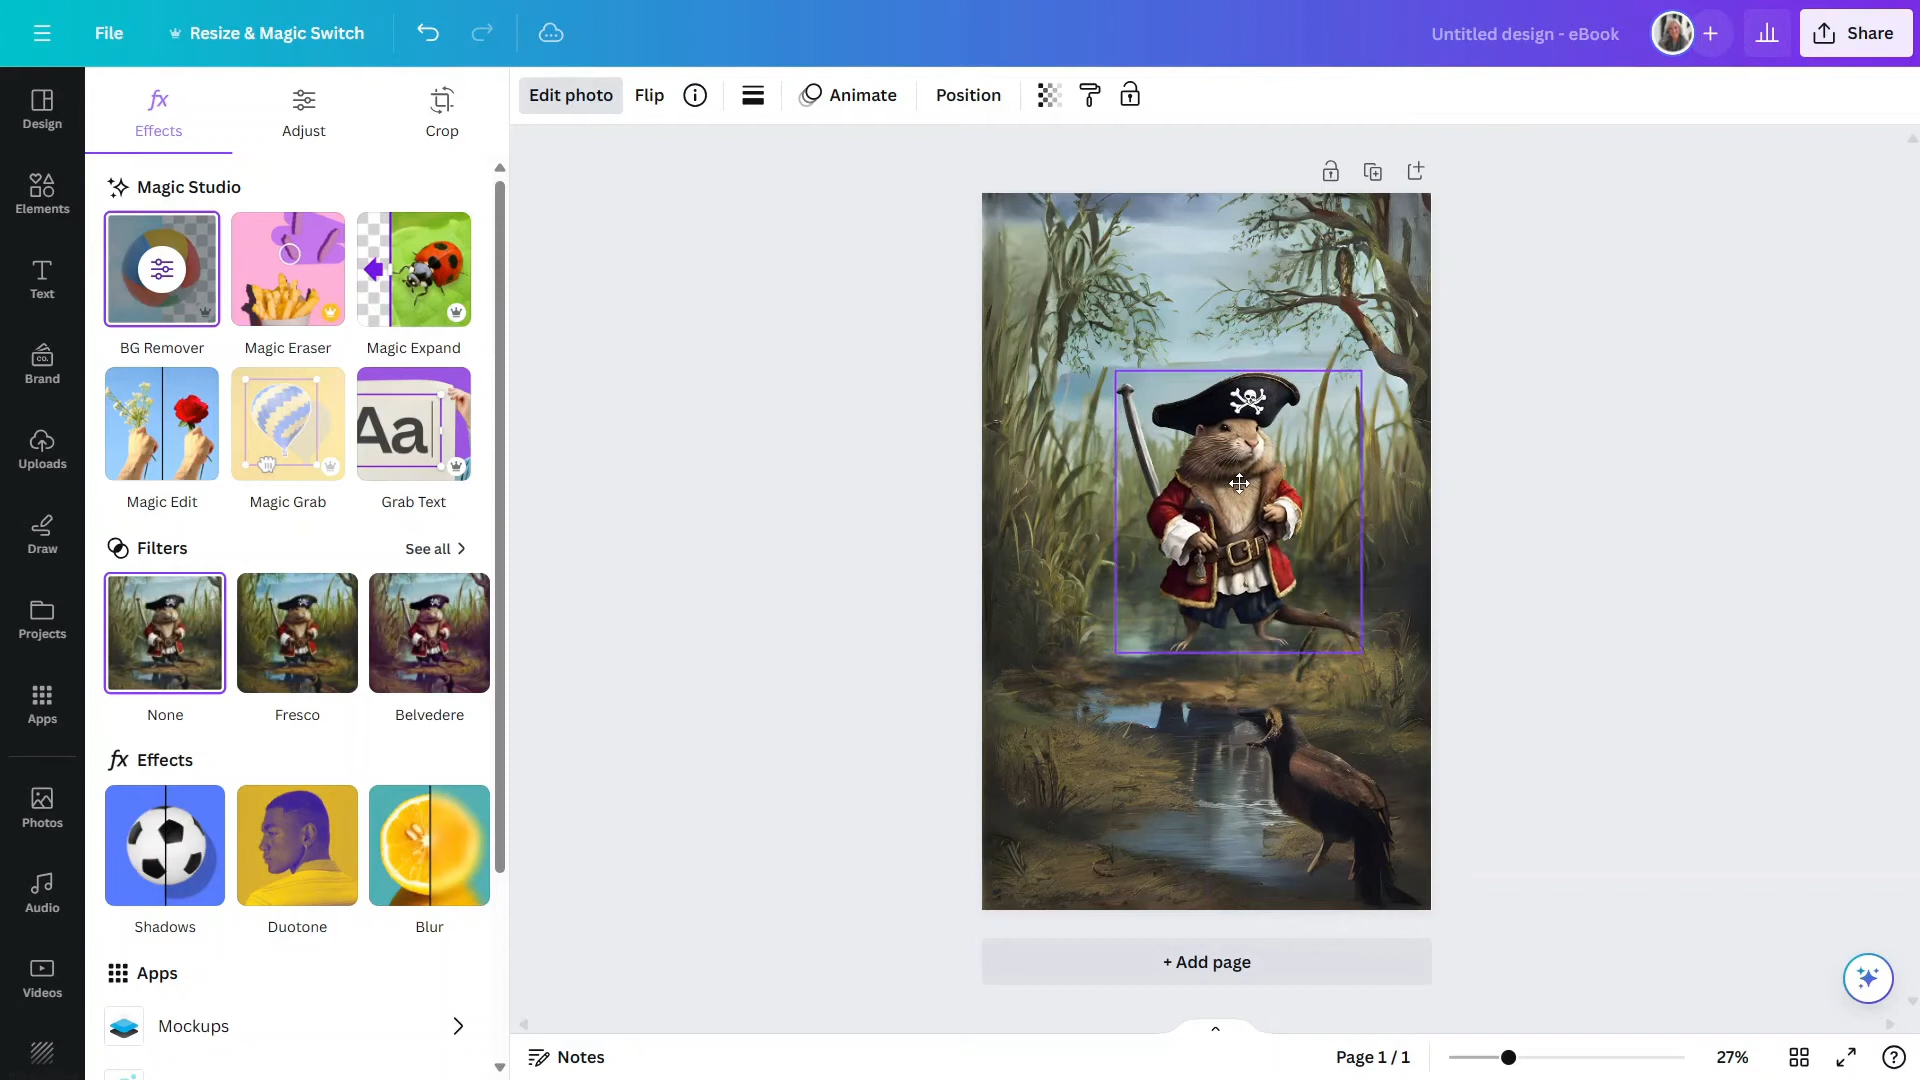 File
Resize & Magic Switch
Untitled design - eBook
Share
Design
Elements
Text
Brand
CO.
Uploads
Draw
Projects
Apps
Photos
Audio
Videos
Effects
Adjust
Crop
Magic Studio
BG Remover
Magic Eraser
Magic Expand
Aa
Magic Edit
Magic Grab
Grab Text
Filters
See all
None
Fresco
Belvedere
fx Effects
Shadows
Duotone
Blur
Apps
Mockups
Edit photo
Flip
Animate
Position
+ Add page
Notes
Page 1 / 1
27%